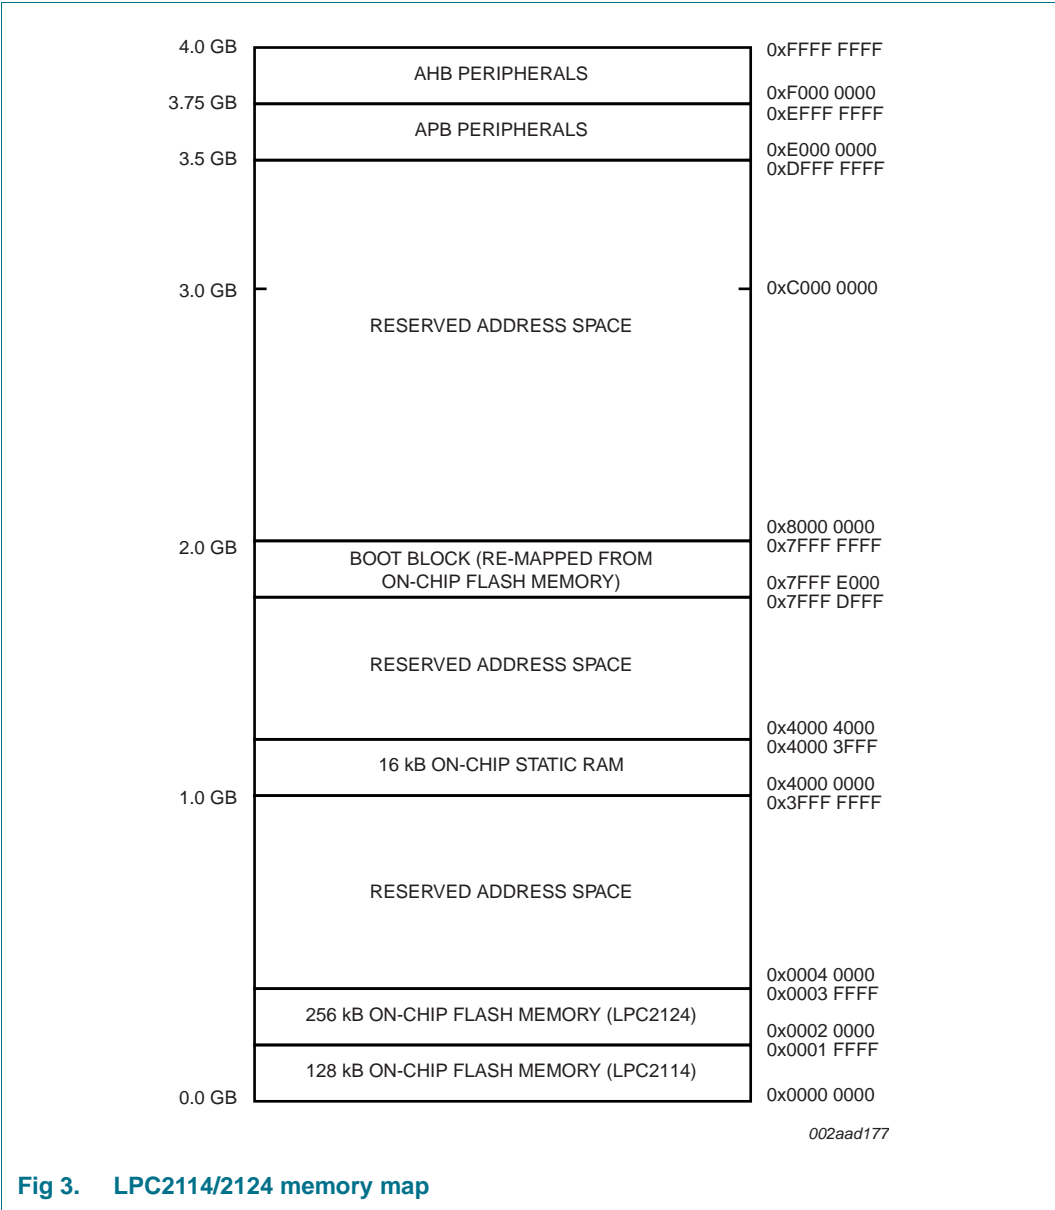 4.0 GB
0xFFFF FFFF
AHB PERIPHERALS
0xF000 0000
3.75 GB
0xEFFF FFFF
APB PERIPHERALS
0xE000 0000
3.5 GB
0xDFFF FFFF
3.0 GB
0xC000 0000
RESERVED ADDRESS SPACE
0x8000 0000
2.0 GB
0x7FFF FFFF
BOOT BLOCK (RE-MAPPED FROM
ON-CHIP FLASH MEMORY)
0x7FFF E000
0x7FFF DFFF
RESERVED ADDRESS SPACE
0x4000 4000
0x4000 3FFF
16 kB ON-CHIP STATIC RAM
0x4000 0000
1.0 GB
0x3FFF FFFF
RESERVED ADDRESS SPACE
0x0004 0000
0x0003 FFFF
256 kB ON-CHIP FLASH MEMORY (LPC2124)
0x0002 0000
0x0001 FFFF
128 kB ON-CHIP FLASH MEMORY (LPC2114)
0.0 GB
0x0000 0000
002aad177
Fig 3. LPC2114/2124 memory map